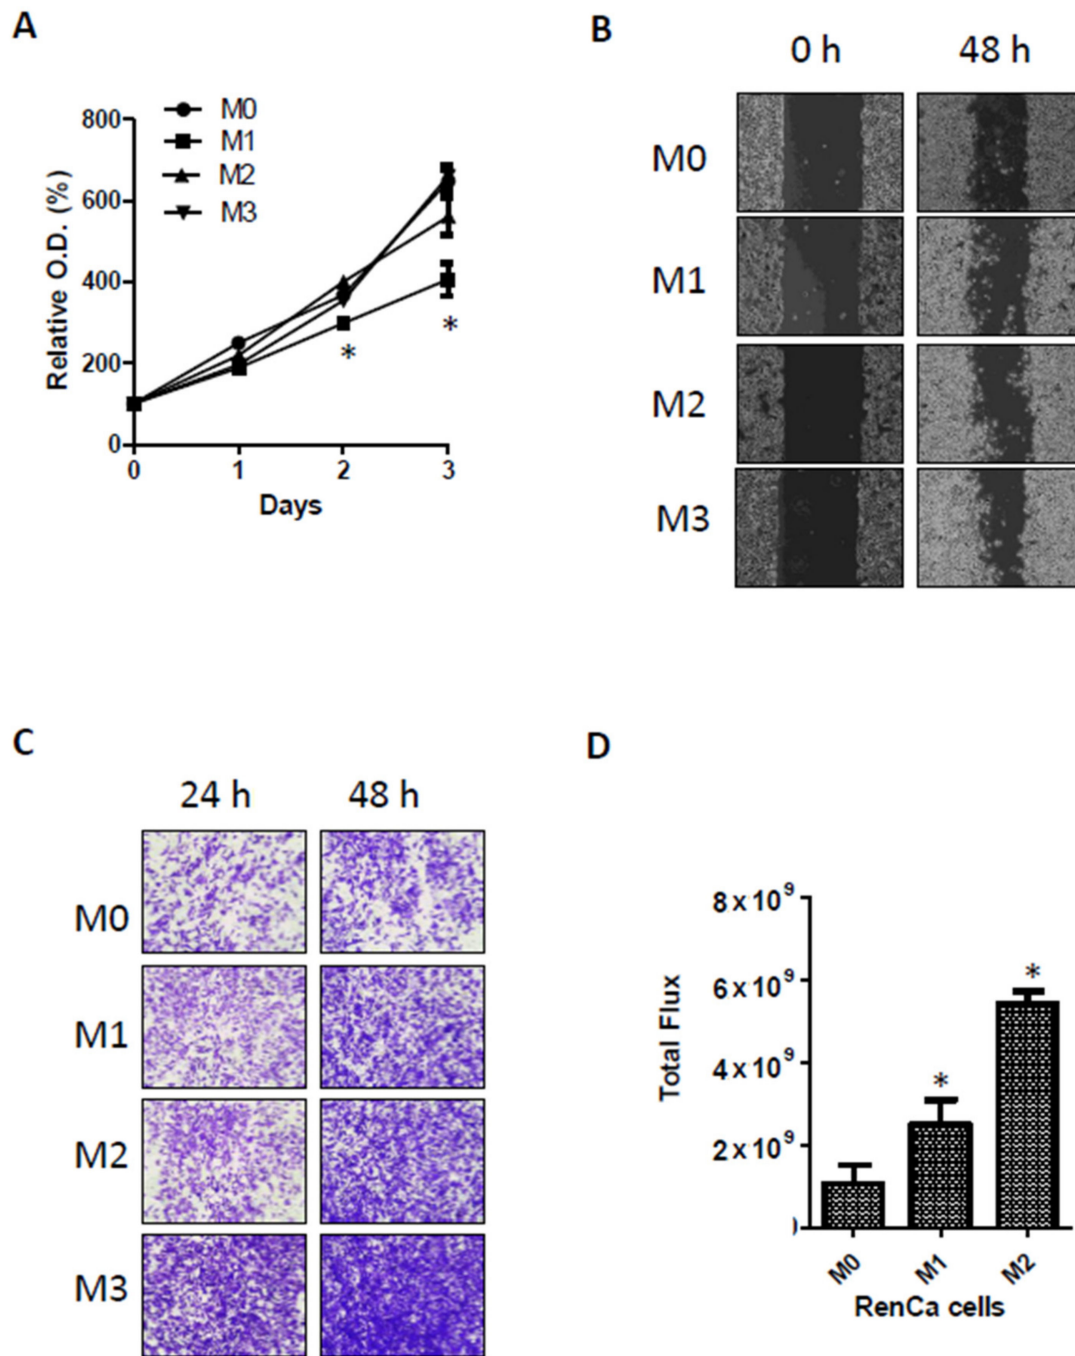 A
M0
M1
M2
M3
800
600
400
200
0
Relative O.D. (%)
0 1 2 3
Days
*
*
B
0 h 48 h
M0
M1
M2
M3
C
24 h 48 h
M0
M1
M2
M3
D
8 x 10⁹
6 x 10⁹
4 x 10⁹
2 x 10⁹
Total Flux
*
*
M0 M1 M2
RenCa cells